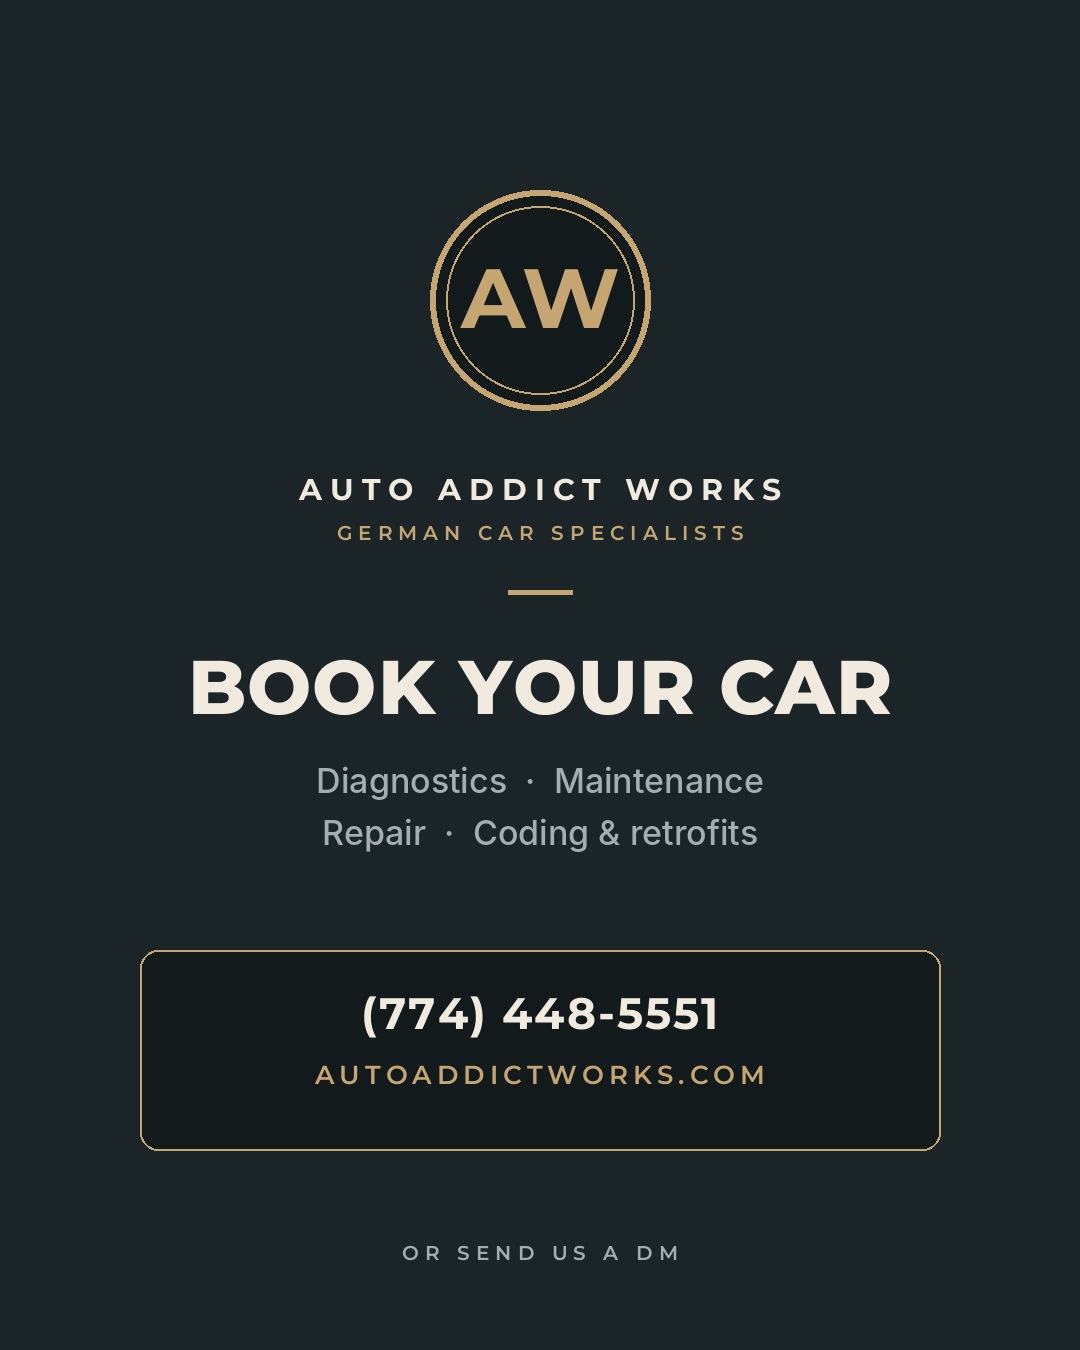 AW
AUTO ADDICT WORKS
GERMAN CAR SPECIALISTS
BOOK YOUR CAR
Diagnostics · Maintenance
Repair · Coding & retrofits
(774) 448-5551
AUTOADDICTWORKS.COM
OR SEND US A DM